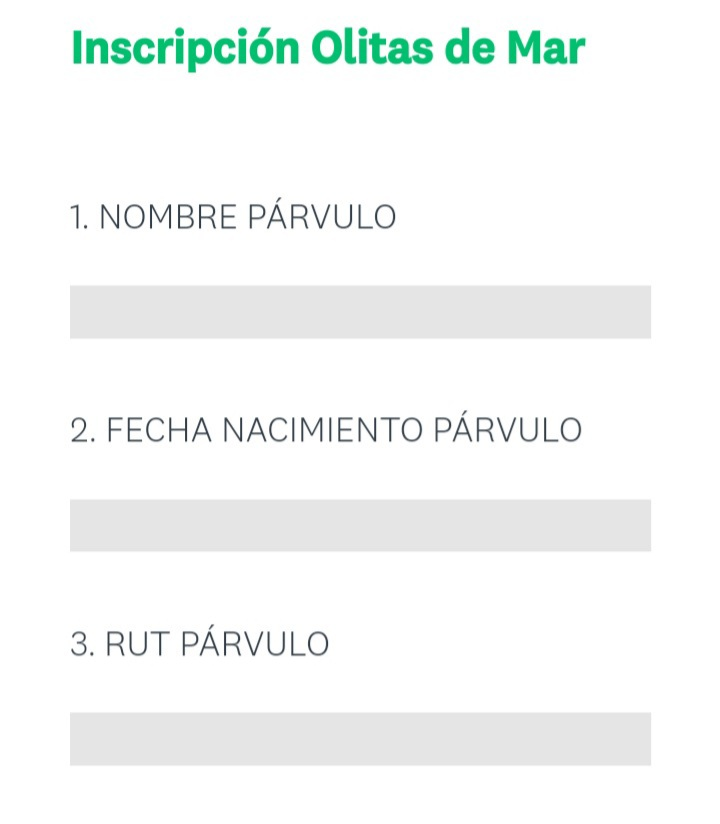 Inscripción Olitas de Mar
1. NOMBRE PÁRVULO
2. FECHA NACIMIENTO PÁRVULO
3. RUT PÁRVULO